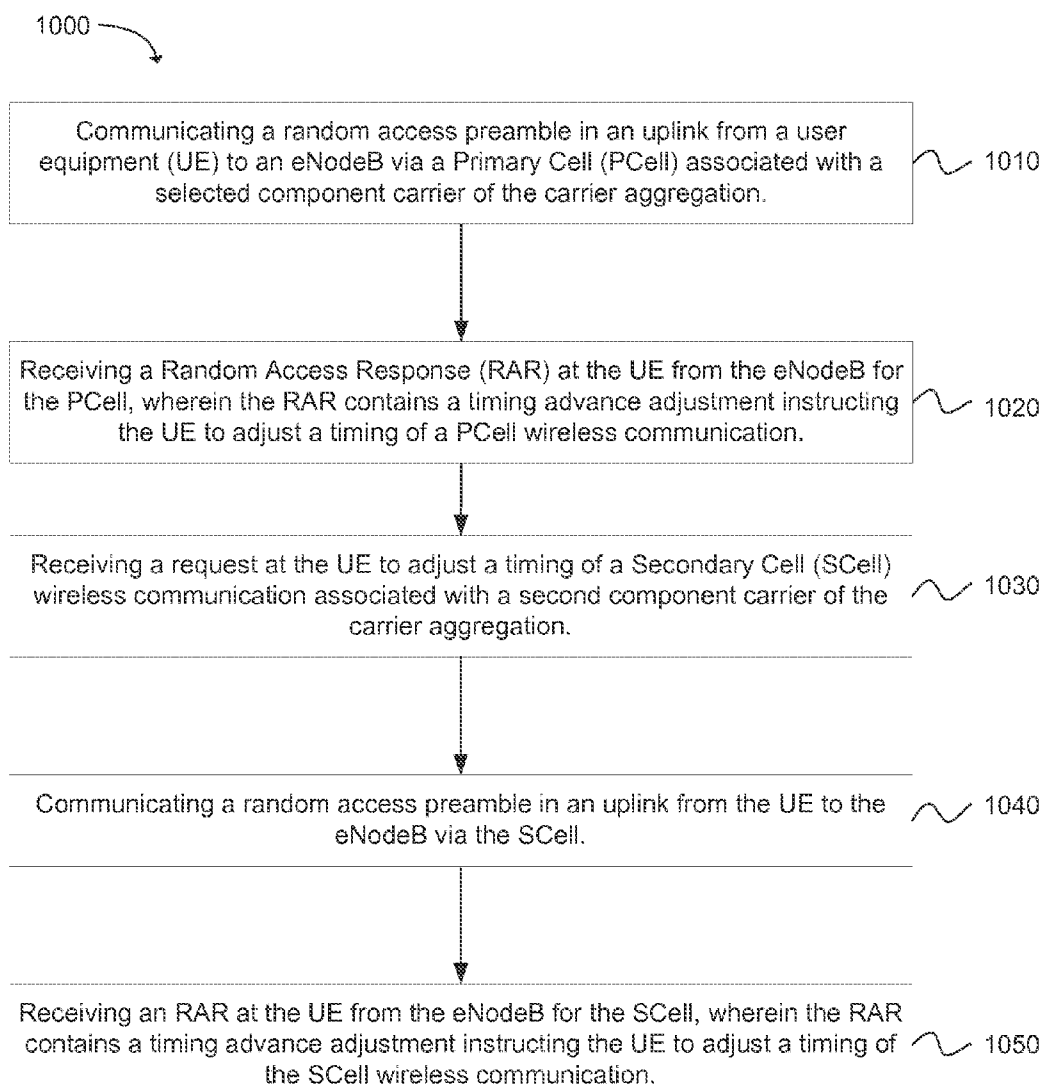 1000
Communicating a random access preamble in an uplink from a user
equipment (UE) to an eNodeB via a Primary Cell (PCell) associated with a
selected component carrier of the carrier aggregation.
1010
Receiving a Random Access Response (RAR) at the UE from the eNodeB for
the PCell, wherein the RAR contains a timing advance adjustment instructing
the UE to adjust a timing of a PCell wireless communication.
1020
Receiving a request at the UE to adjust a timing of a Secondary Cell (SCell)
wireless communication associated with a second component carrier of the
carrier aggregation.
1030
Communicating a random access preamble in an uplink from the UE to the
eNodeB via the SCell.
1040
Receiving an RAR at the UE from the eNodeB for the SCell, wherein the RAR
contains a timing advance adjustment instructing the UE to adjust a timing of
the SCell wireless communication.
1050